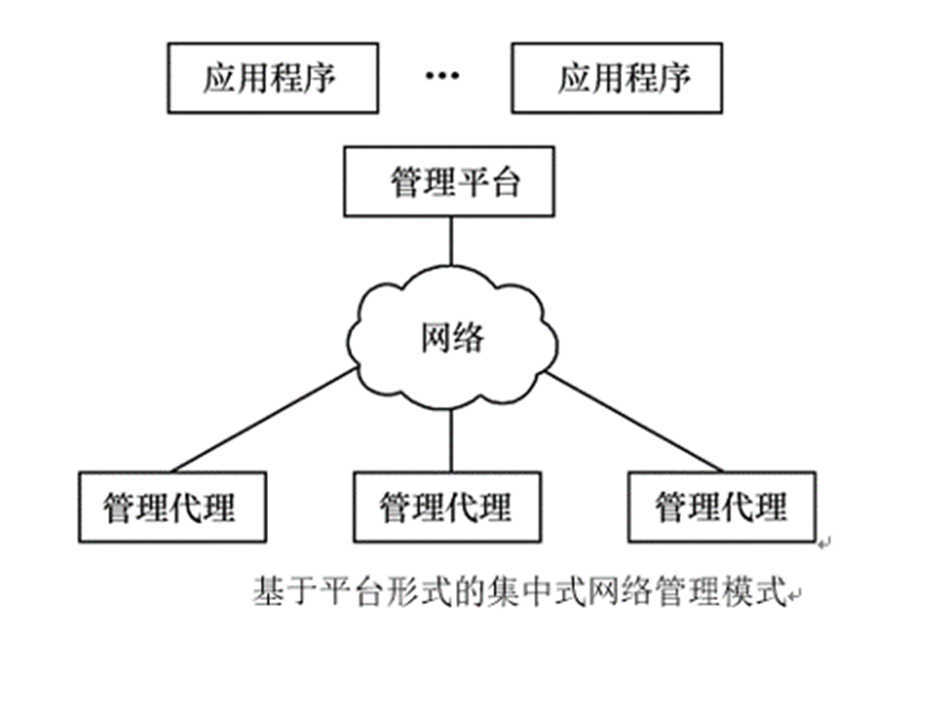 应用程序 ... 应用程序
管理平台
网络
管理代理 管理代理 管理代理
基于平台形式的集中式网络管理模式